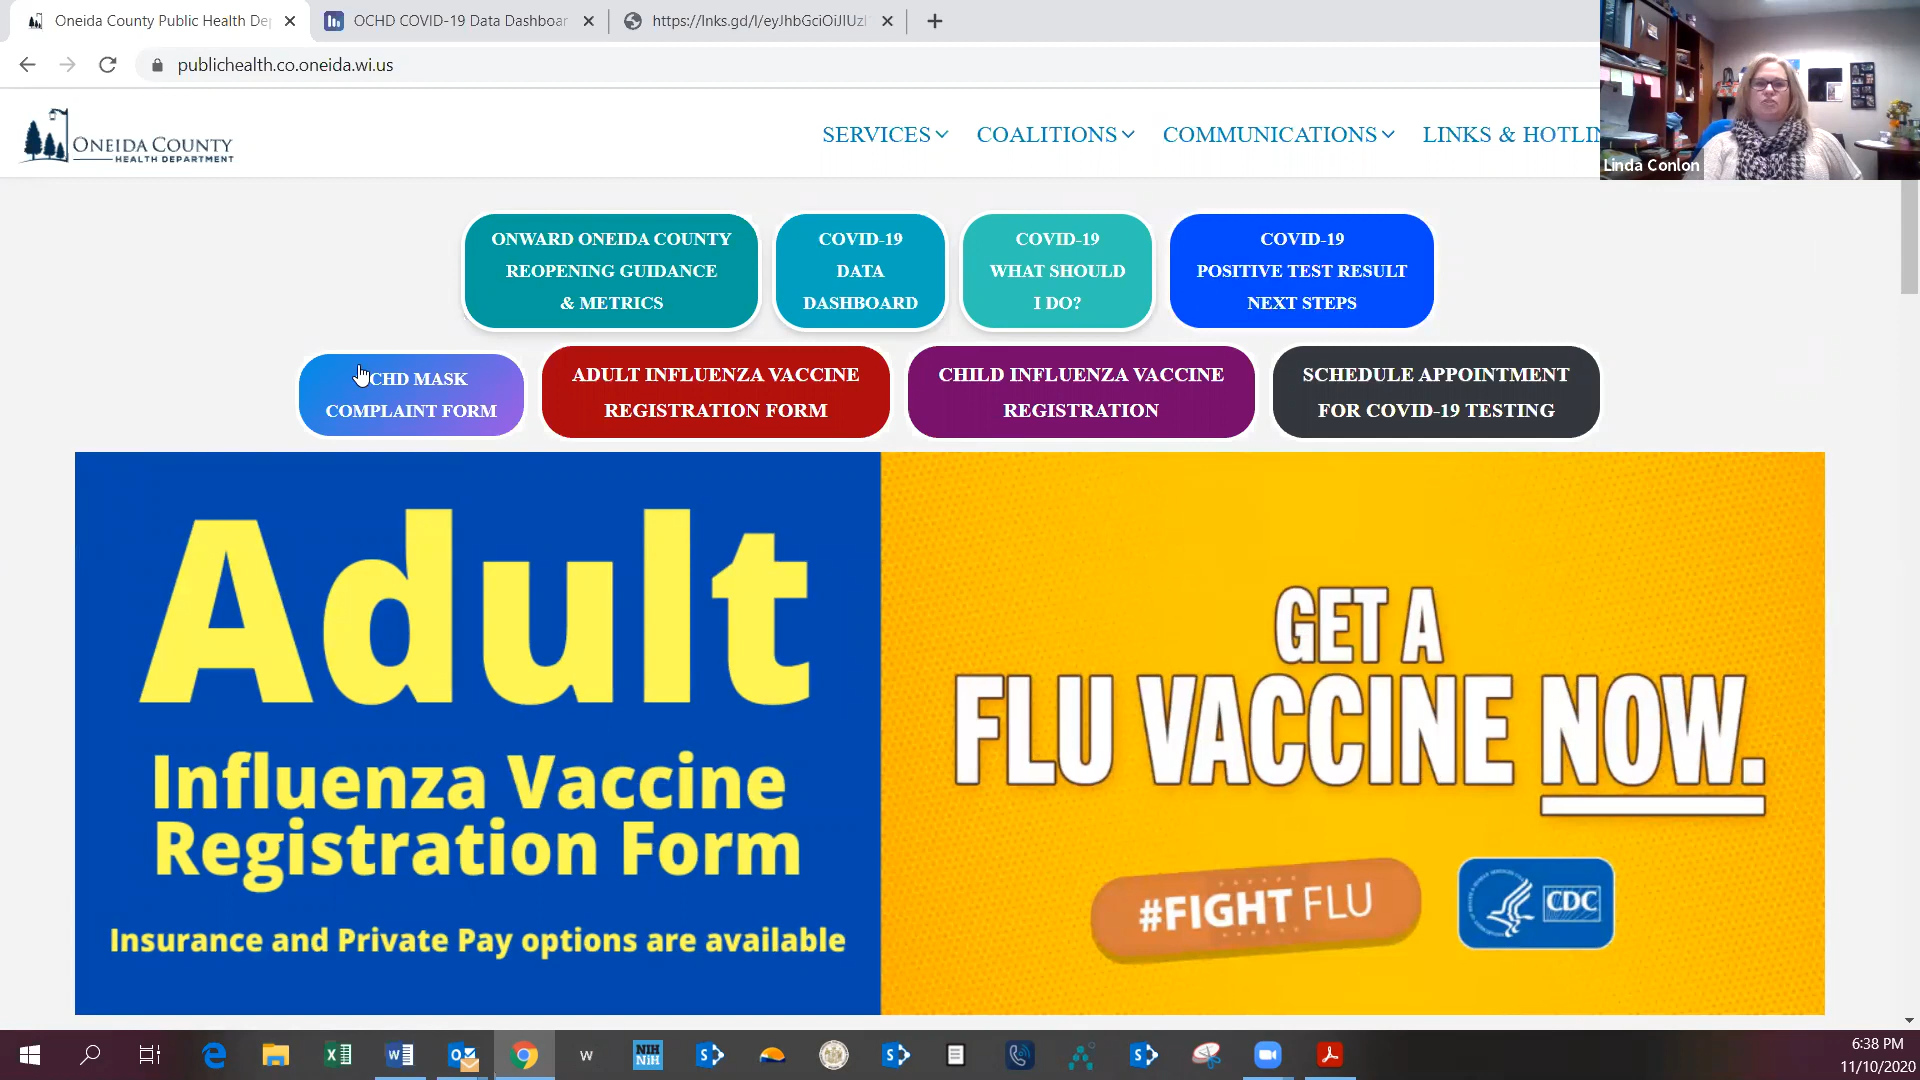 Oneida County Public Health De
OCHD COVID-19 Data Dashboar
https://lnks.gd/l/eyJhbGciOiJIUz
publichealth.co.oneida.wi.us
ONEIDA COUNTY
HEALTH DEPARTMENT
SERVICES
COALITIONS
COMMUNICATIONS
LINKS & HOTLIN
Linda Conlon
ONWARD ONEIDA COUNTY
REOPENING GUIDANCE
& METRICS
COVID-19
DATA
DASHBOARD
COVID-19
WHAT SHOULD
I DO?
COVID-19
POSITIVE TEST RESULT
NEXT STEPS
CHD MASK
COMPLAINT FORM
ADULT INFLUENZA VACCINE
REGISTRATION FORM
CHILD INFLUENZA VACCINE
REGISTRATION
SCHEDULE APPOINTMENT
FOR COVID-19 TESTING
Adult
Influenza Vaccine
Registration Form
Insurance and Private Pay options are available
GET A
FLU VACCINE NOW.
#FIGHT FLU
CDC
W
NIH
NIH
6:38 PM
11/10/2020